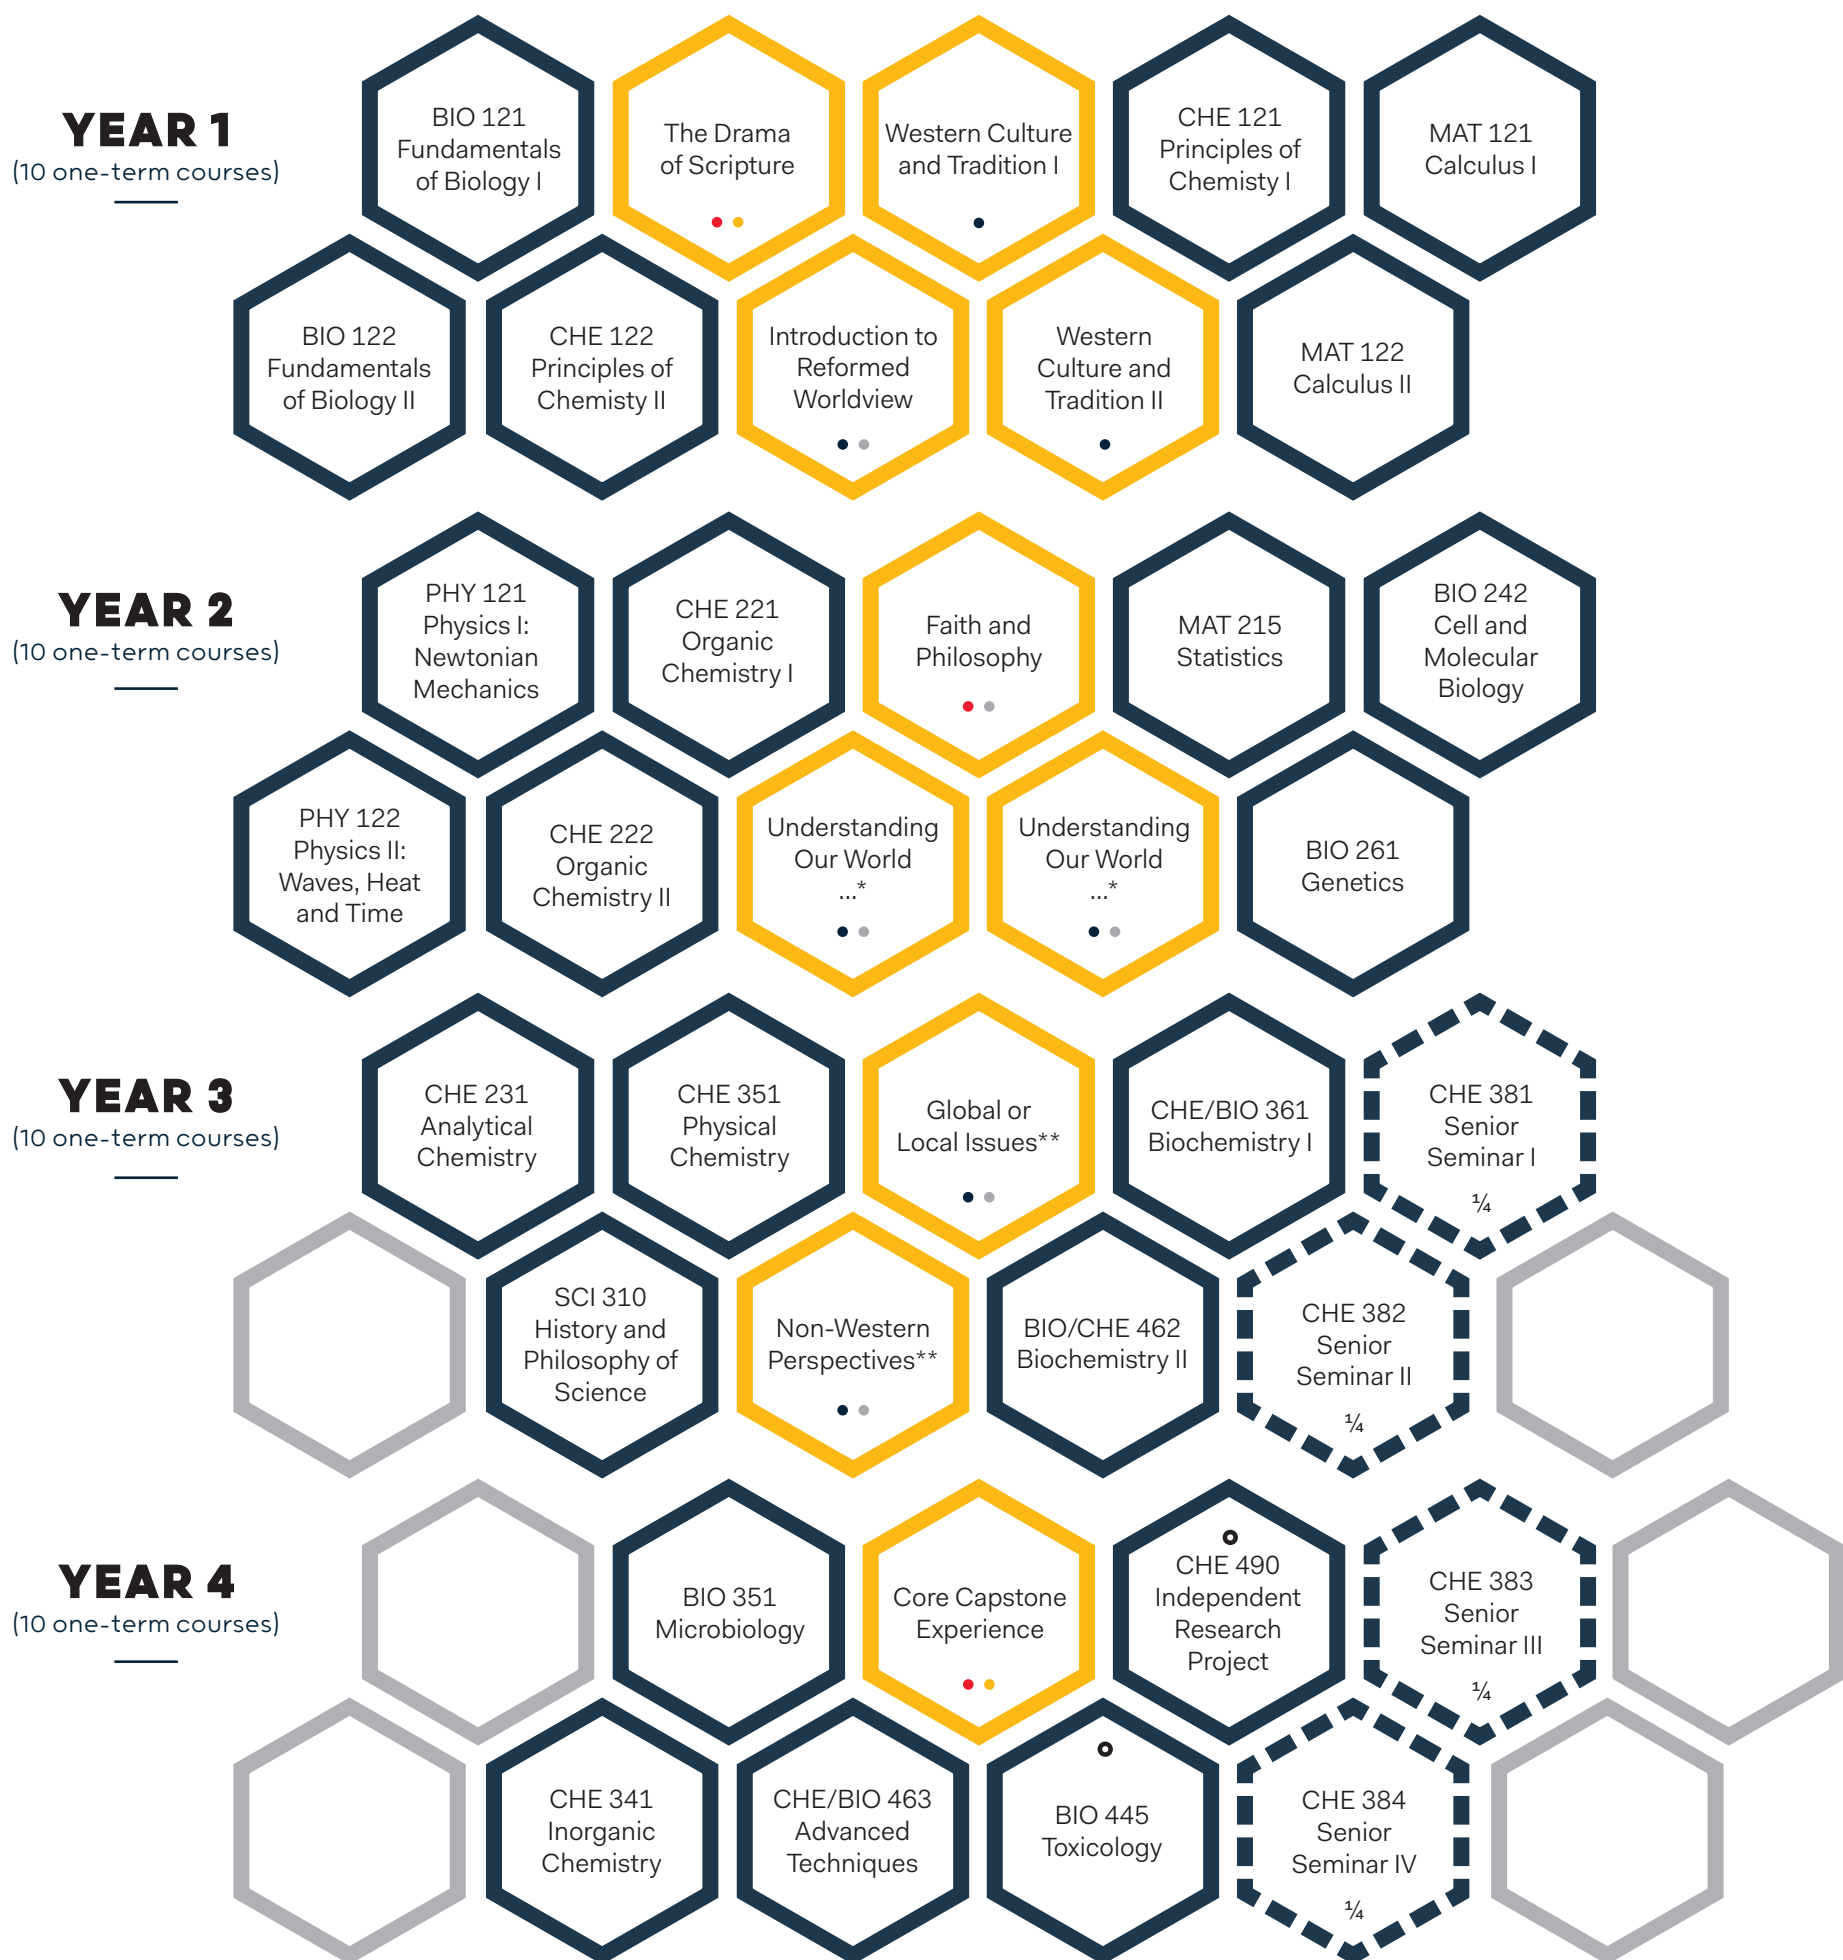 YEAR 1
(10 one-term courses)
BIO 121
Fundamentals
of Biology I
The Drama
of Scripture
Western Culture
and Tradition I
CHE 121
Principles of
Chemisty I
MAT 121
Calculus I
BIO 122
Fundamentals
of Biology II
CHE 122
Principles of
Chemisty II
Introduction to
Reformed
Worldview
Western
Culture and
Tradition II
MAT 122
Calculus II
YEAR 2
(10 one-term courses)
PHY 121
Physics I:
Newtonian
Mechanics
CHE 221
Organic
Chemistry I
Faith and
Philosophy
MAT 215
Statistics
BIO 242
Cell and
Molecular
Biology
PHY 122
Physics II:
Waves, Heat
and Time
CHE 222
Organic
Chemistry II
Understanding
Our World
...*
Understanding
Our World
...*
BIO 261
Genetics
YEAR 3
(10 one-term courses)
CHE 231
Analytical
Chemistry
CHE 351
Physical
Chemistry
Global or
Local Issues**
CHE/BIO 361
Biochemistry I
CHE 381
Senior
Seminar I
¼
SCI 310
History and
Philosophy of
Science
Non-Western
Perspectives**
BIO/CHE 462
Biochemistry II
CHE 382
Senior
Seminar II
¼
YEAR 4
(10 one-term courses)
BIO 351
Microbiology
Core Capstone
Experience
CHE 490
Independent
Research
Project
CHE 383
Senior
Seminar III
¼
CHE 341
Inorganic
Chemistry
CHE/BIO 463
Advanced
Techniques
BIO 445
Toxicology
CHE 384
Senior
Seminar IV
¼